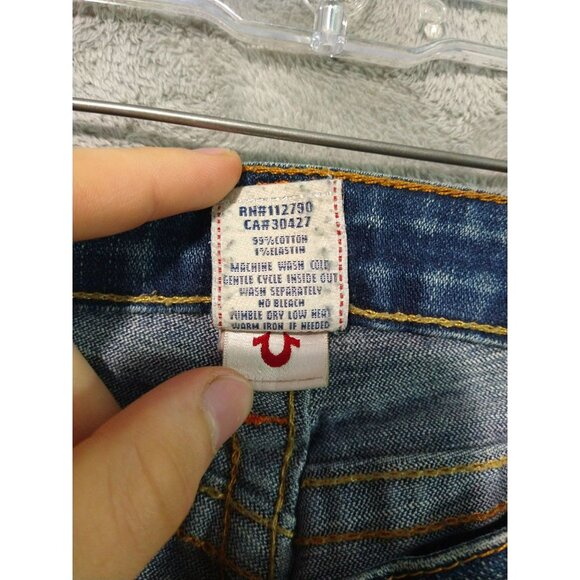 RN#112790
CA#30427
99%COTTON
1%ELASTIN
MACHINE WASH COLD
GENTLE CYCLE INSIDE OUT
WASH SEPARATELY
NO BLEACH
TUMBLE DRY LOW HEAT
WARM IRON IF NEEDED